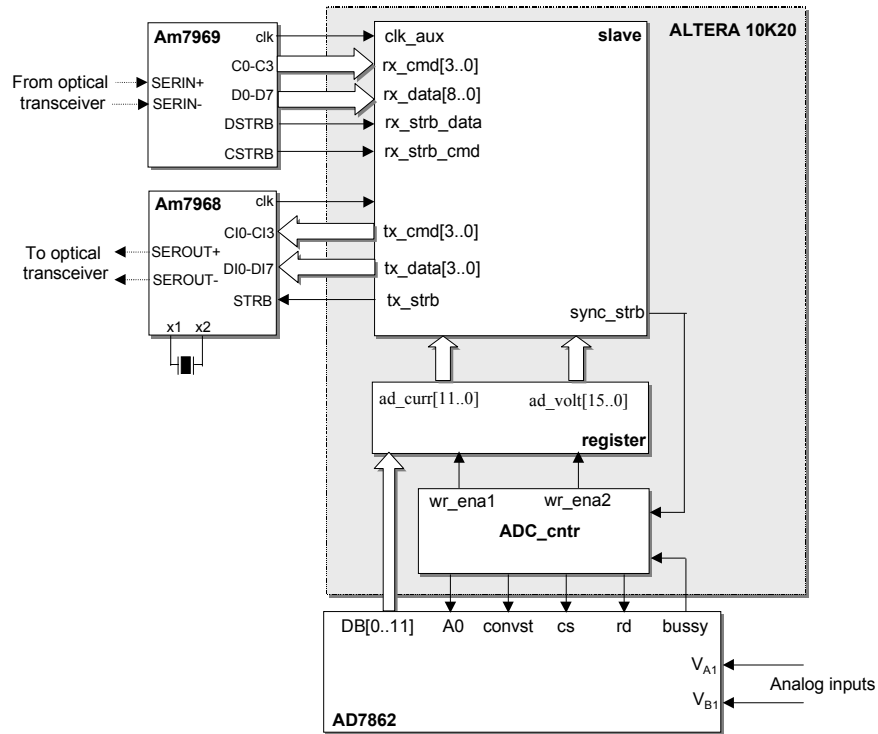 ALTERA 10K20
Am7969
clk
C0-C3
D0-D7
DSTRB
CSTRB
SERIN+
SERIN-
From optical
transceiver
slave
clk_aux
rx_cmd[3..0]
rx_data[8..0]
rx_strb_data
rx_strb_cmd
tx_cmd[3..0]
tx_data[3..0]
tx_strb
sync_strb
Am7968
clk
CI0-CI3
DI0-DI7
STRB
SEROUT+
SEROUT-
x1 x2
To optical
transceiver
ad_curr[11..0] ad_volt[15..0]
register
wr_ena1 wr_ena2
ADC_cntr
DB[0..11] A0 convst cs rd bussy
VA1
VB1
Analog inputs
AD7862